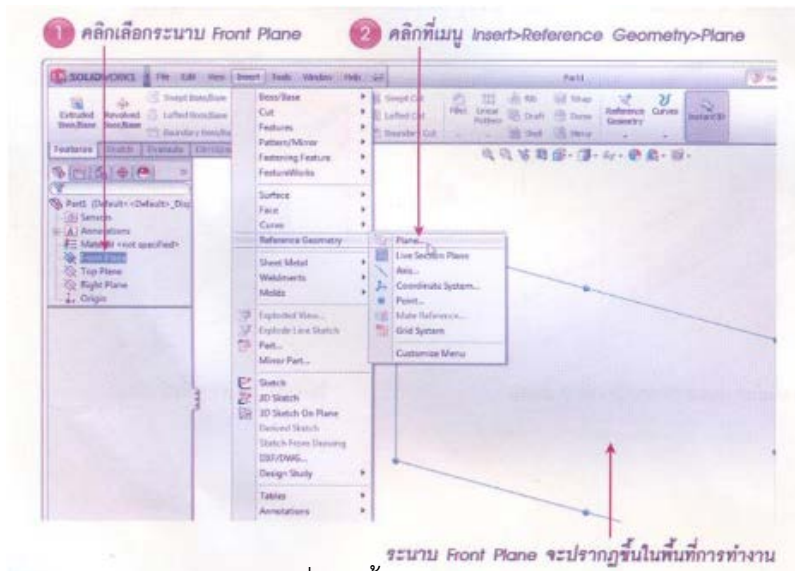 1 คลิกเลือกระนาบ Front Plane
2 คลิกที่เมนู Insert>Reference Geometry>Plane
SOLIDWORKS File Edit View Insert Tools Window Help
Part1
Extruded Boss/Base
Revolved Boss/Base
Swept Boss/Base
Lofted Boss/Base
Boundary Boss/Base
Swept Cut
Lofted Cut
Boundary Cut
Fillet
Linear Pattern
Rib
Draft
Shell
Wrap
Dome
Mirror
Reference Geometry
Curves
Instant3D
Features Sketch Evaluate
Part1 (Default<<Default>_Disp
Sensors
Annotations
Material <not specified>
Front Plane
Top Plane
Right Plane
Origin
Boss/Base
Cut
Features
Pattern/Mirror
Fastening Feature
FeatureWorks
Surface
Face
Curve
Reference Geometry
Sheet Metal
Weldments
Molds
Exploded View...
Explode Line Sketch
Part...
Mirror Part...
Sketch
3D Sketch
3D Sketch On Plane
Derived Sketch
Sketch From Drawing
DXF/DWG...
Design Study
Tables
Annotations
Plane...
Live Section Plane
Axis...
Coordinate System...
Point...
Mate Reference...
Grid System
Customize Menu
ระนาบ Front Plane จะปรากฏขึ้นในพื้นที่การทำงาน